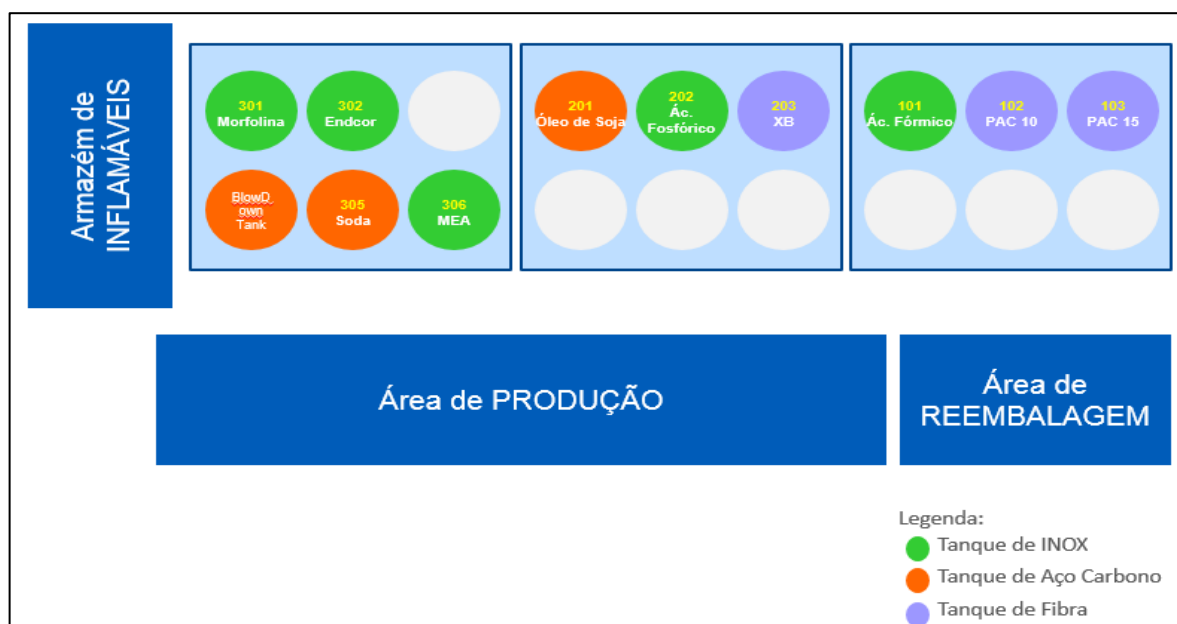 Armazém de
INFLAMÁVEIS
301
Morfolina
302
Endcor
BlowD
own
Tank
305
Soda
306
MEA
201
Óleo de Soja
202
Ác.
Fosfórico
203
XB
101
Ác. Fórmico
102
PAC 10
103
PAC 15
Área de PRODUÇÃO
Área de
REEMBALAGEM
Legenda:
Tanque de INOX
Tanque de Aço Carbono
Tanque de Fibra